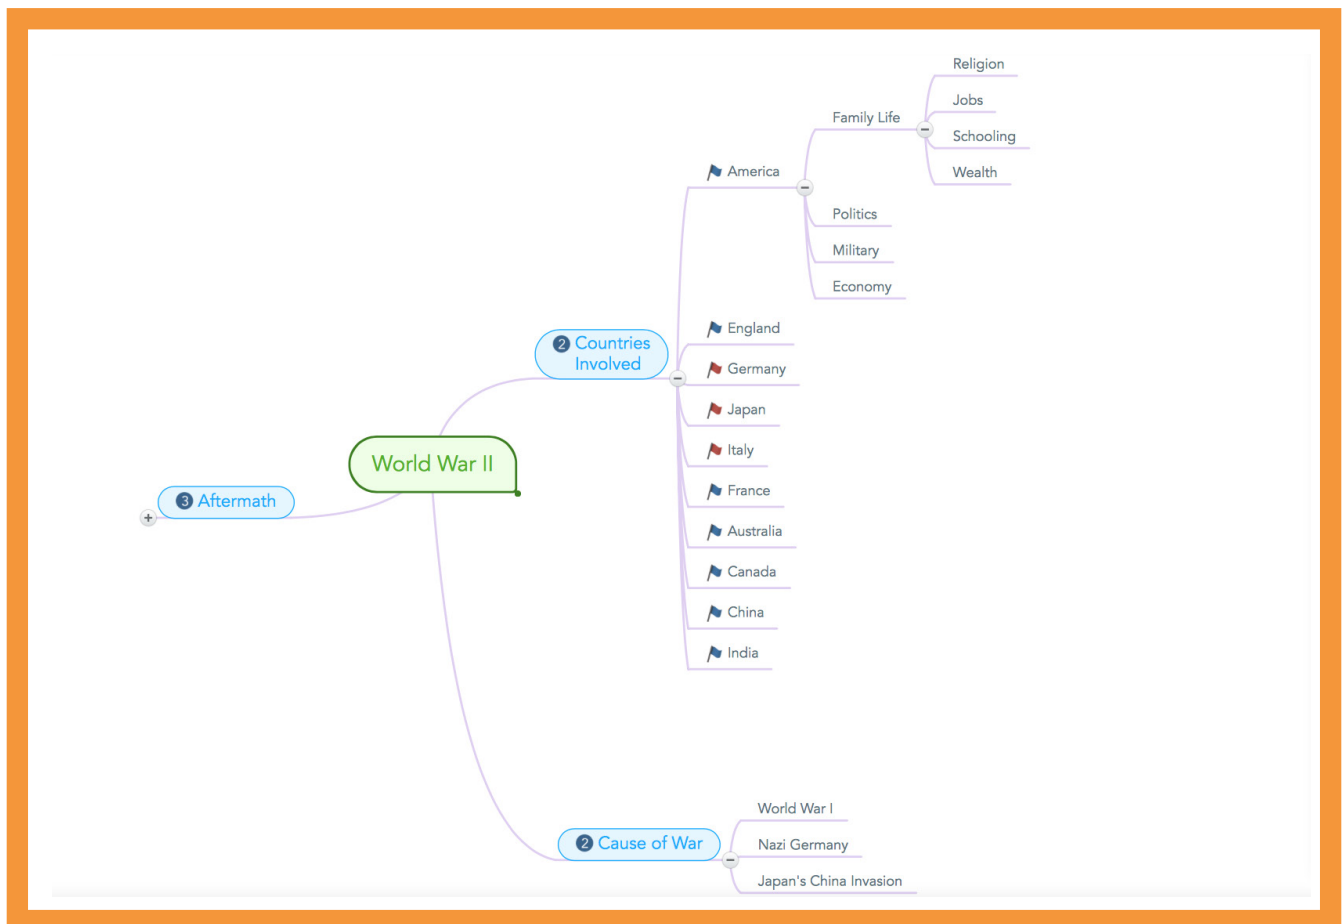 Religion
Jobs
Family Life
Schooling
Wealth
America
Politics
Military
Economy
England
2 Countries
Involved
Germany
Japan
Italy
World War II
France
3 Aftermath
Australia
Canada
China
India
World War I
2 Cause of War
Nazi Germany
Japan's China Invasion